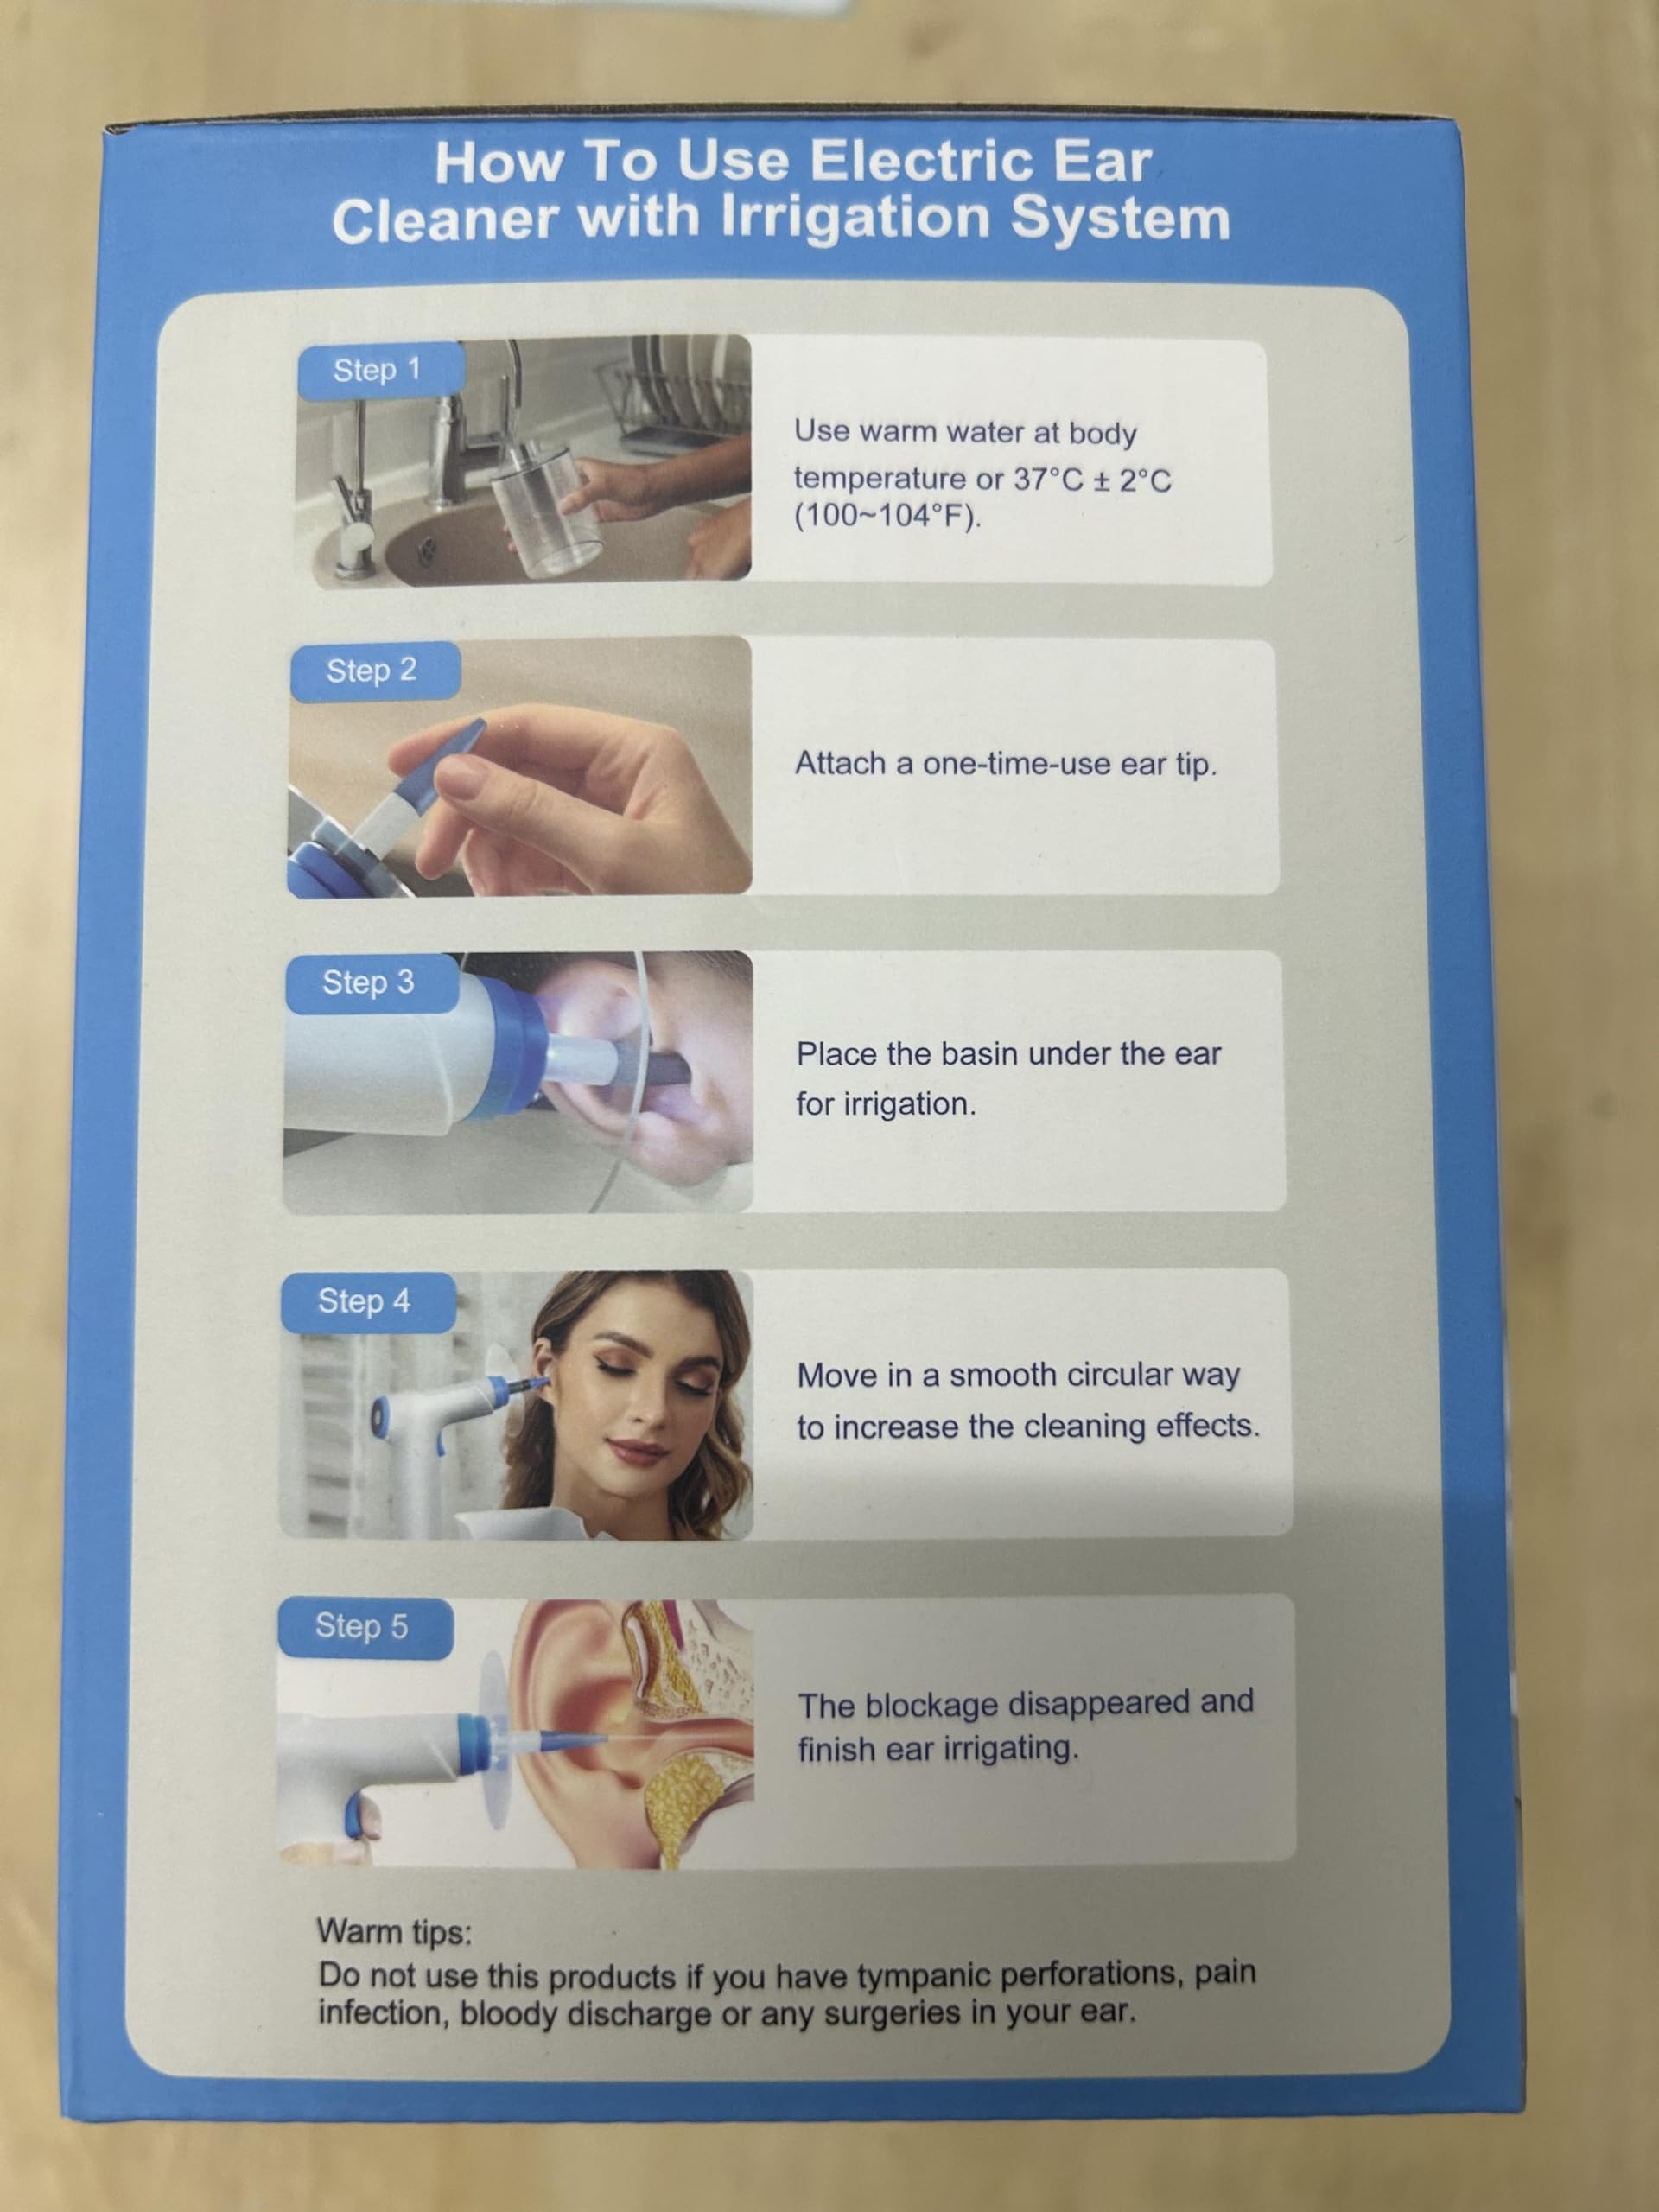 How To Use Electric Ear
Cleaner with Irrigation System
Step 1
Use warm water at body
temperature or 37°C ± 2°C
(100~104°F).
Step 2
Attach a one-time-use ear tip.
Step 3
Place the basin under the ear
for irrigation.
Step 4
Move in a smooth circular way
to increase the cleaning effects.
Step 5
The blockage disappeared and
finish ear irrigating.
Warm tips:
Do not use this products if you have tympanic perforations, pain
infection, bloody discharge or any surgeries in your ear.